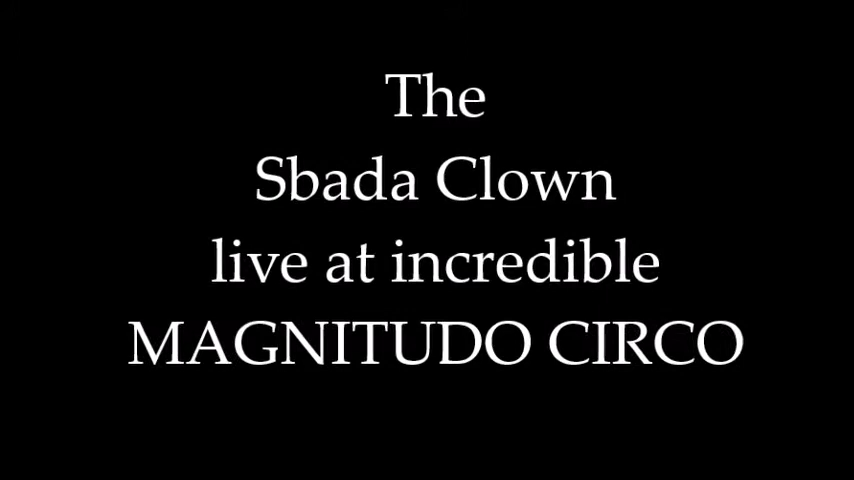 The
Sbada Clown
live at incredible
MAGNITUDO CIRCO